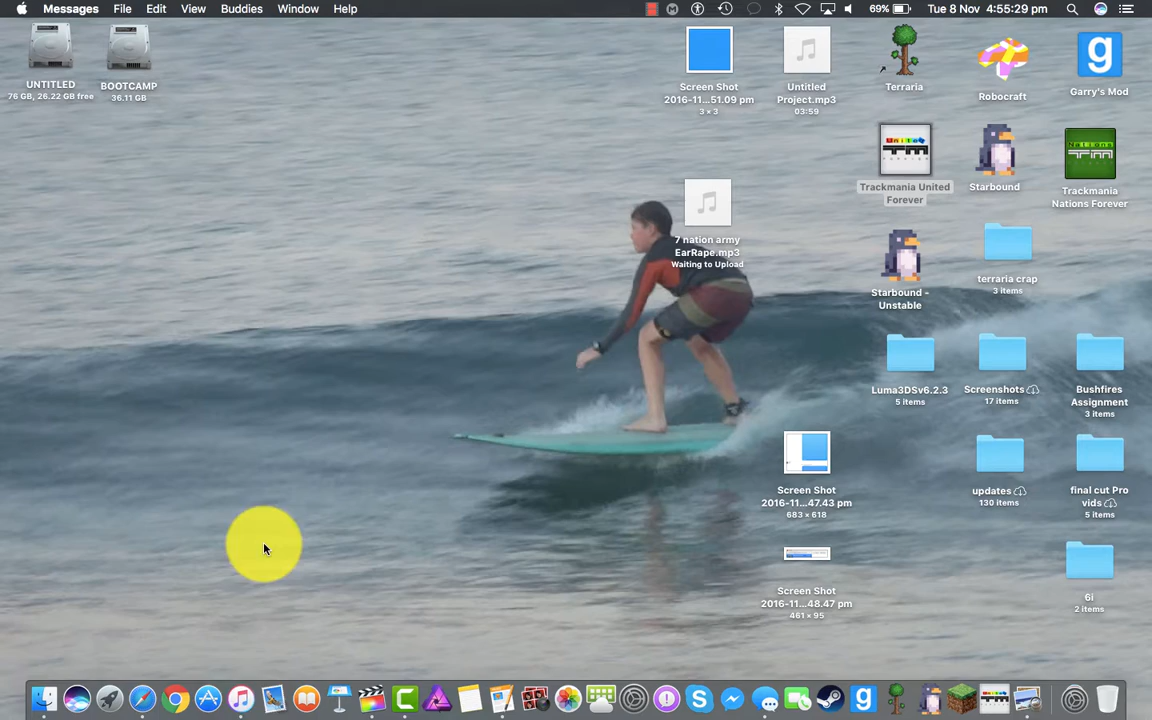 Messages File Edit View Buddies Window Help 69% Tue 8 Nov 4:55:29 pm
UNTITLED
76 GB, 26.22 GB free
BOOTCAMP
36.11 GB
Screen Shot
2016-11...51.09 pm
3 × 3
Untitled
Project.mp3
03:59
Terraria
Robocraft
g
Garry's Mod
United
Trackmania United
Forever
Starbound
Nations
Trackmania
Nations Forever
7 nation army
EarRape.mp3
Waiting to Upload
Starbound -
Unstable
terraria crap
3 items
Luma3DSv6.2.3
5 items
Screenshots
17 items
Bushfires
Assignment
3 items
Screen Shot
2016-11...47.43 pm
683 × 618
updates
130 items
final cut Pro
vids
5 items
Screen Shot
2016-11...48.47 pm
461 × 95
6i
2 items